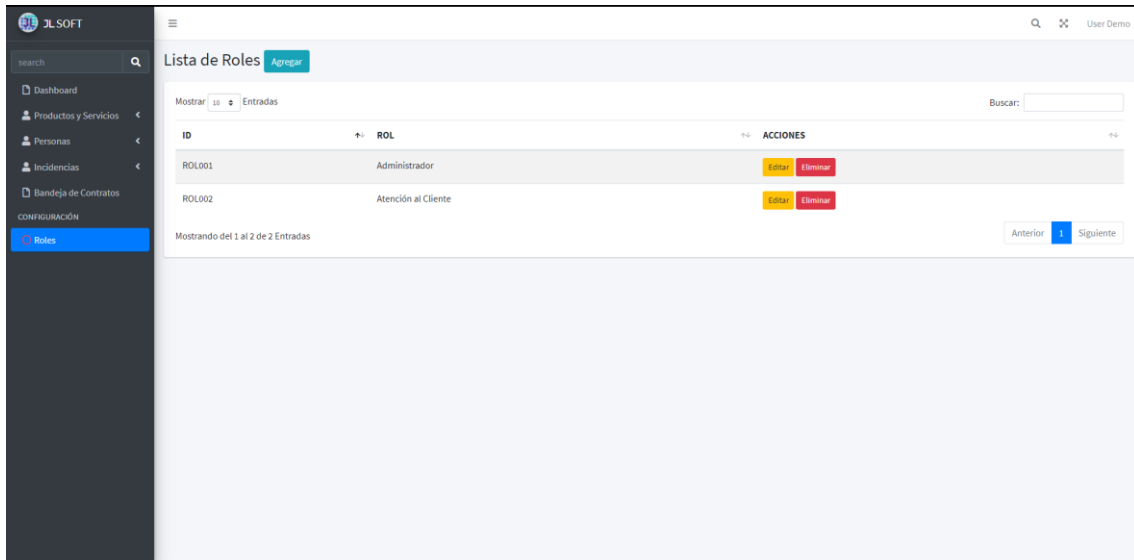 JL SOFT
User Demo
search
Dashboard
Productos y Servicios
Personas
Incidencias
Bandeja de Contratos
CONFIGURACIÓN
Roles
Lista de Roles Agregar
Mostrar 10 Entradas Buscar:
ID ROL ACCIONES
ROL001 Administrador Editar Eliminar
ROL002 Atención al Cliente Editar Eliminar
Mostrando del 1 al 2 de 2 Entradas Anterior 1 Siguiente